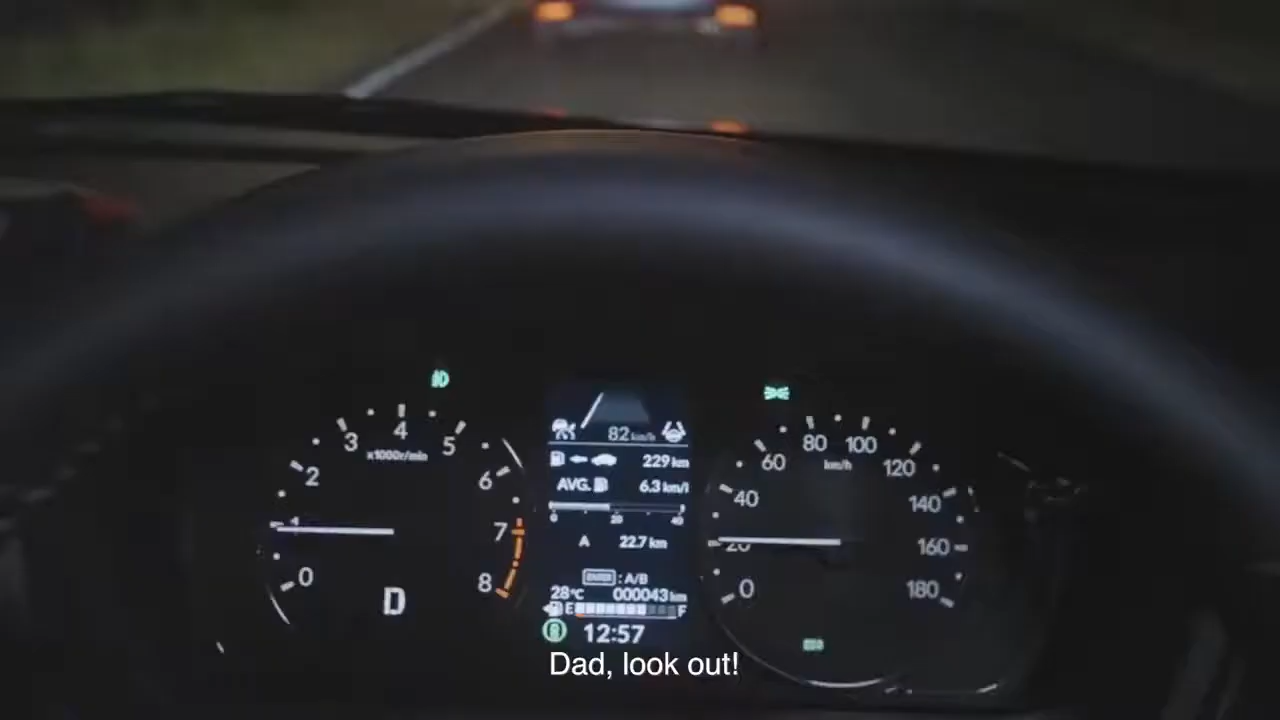 82 km/h
229 km
AVG. 6.3 km/l
0 20 40
A 22.7 km
ENTER : A/B
28°C 000043 km
E F
12:57
0 1 2 3 4 5 6 7 8
x1000r/min
D
0 20 40 60 80 100 120 140 160 180
km/h
Dad, look out!